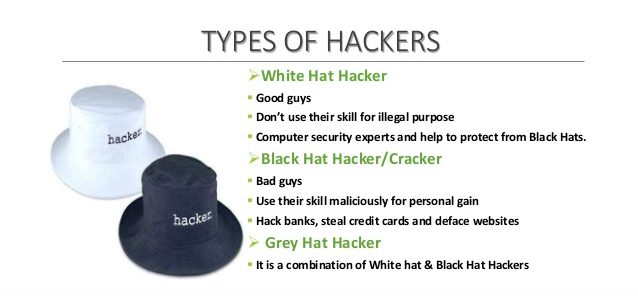 TYPES OF HACKERS
➢White Hat Hacker
▪ Good guys
▪ Don’t use their skill for illegal purpose
▪ Computer security experts and help to protect from Black Hats.
➢Black Hat Hacker/Cracker
▪ Bad guys
▪ Use their skill maliciously for personal gain
▪ Hack banks, steal credit cards and deface websites
➢ Grey Hat Hacker
▪ It is a combination of White hat & Black Hat Hackers
hacker
hacker